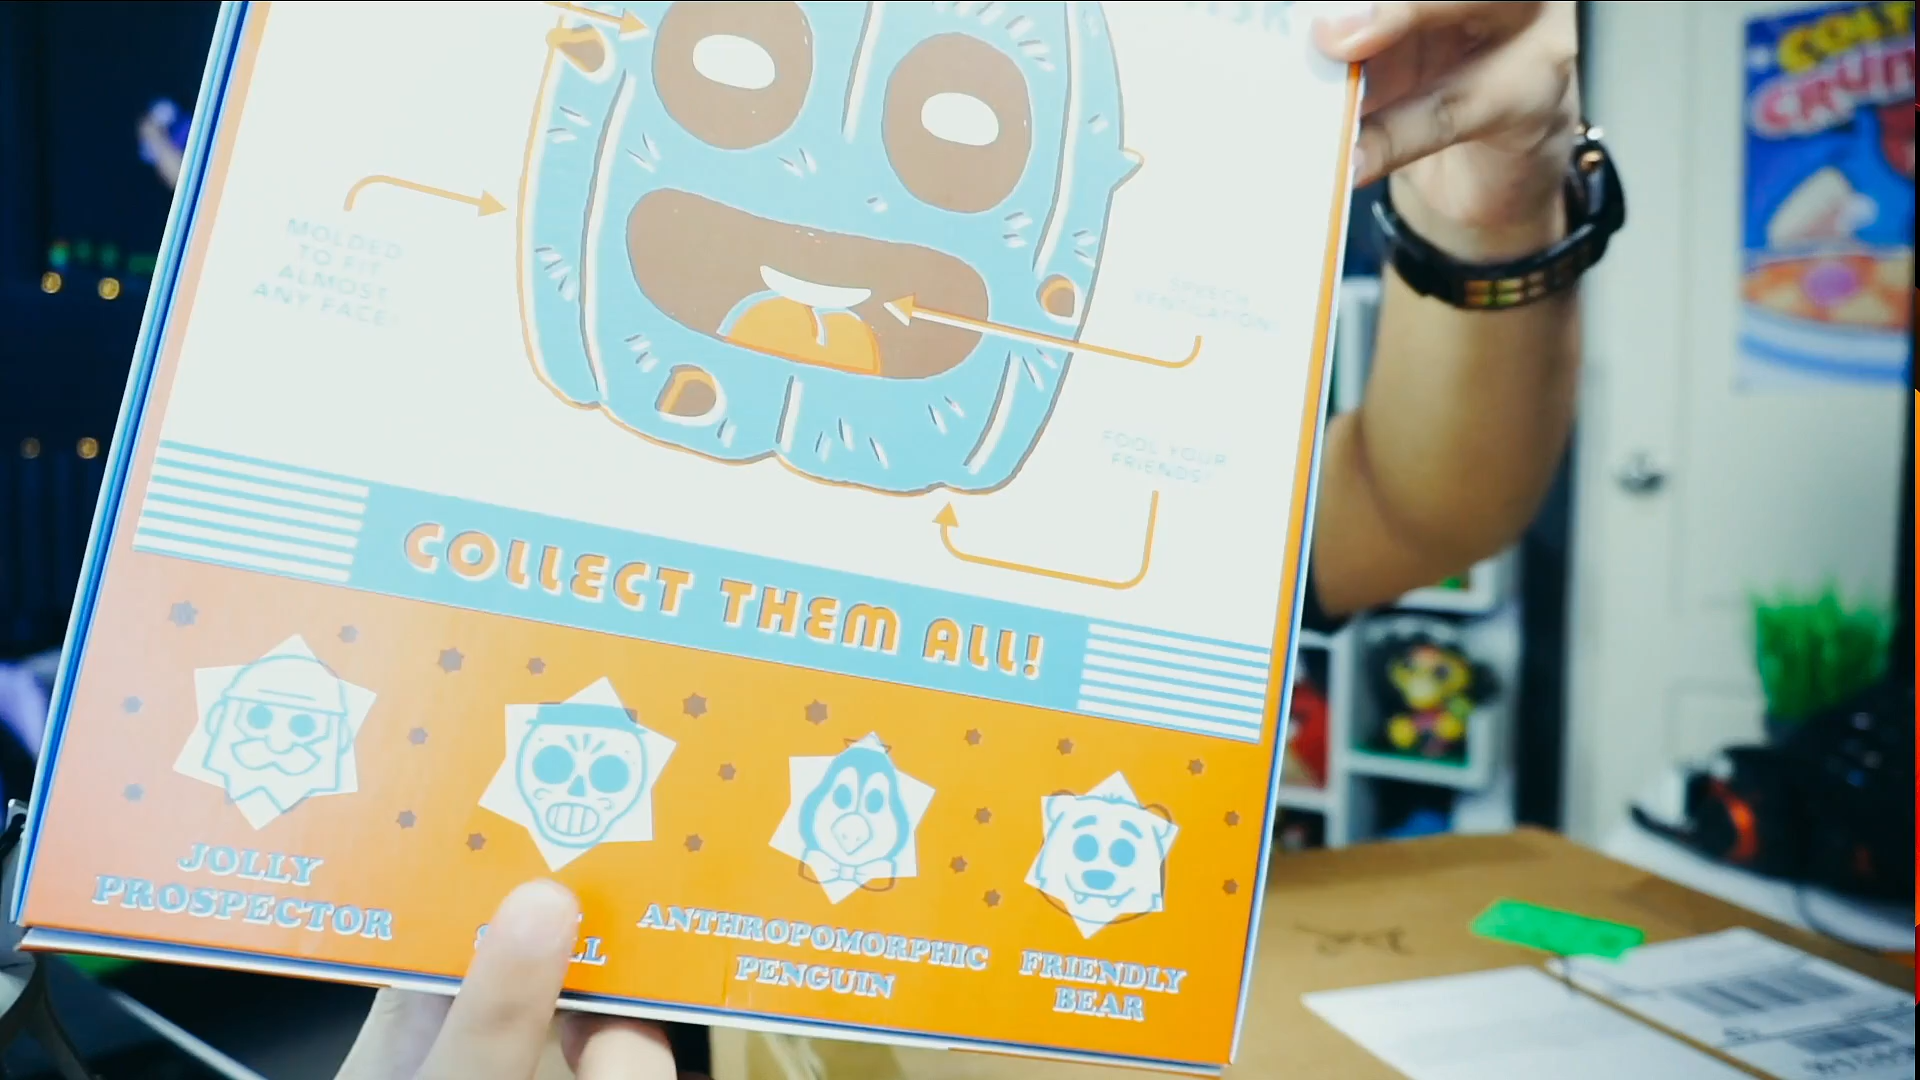 MOLDED
TO FIT
ALMOST
ANY FACE!
SPEECH
VENTILATION!
FOOL YOUR
FRIENDS!
COLLECT THEM ALL!
JOLLY
PROSPECTOR
ANTHROPOMORPHIC
PENGUIN
FRIENDLY
BEAR